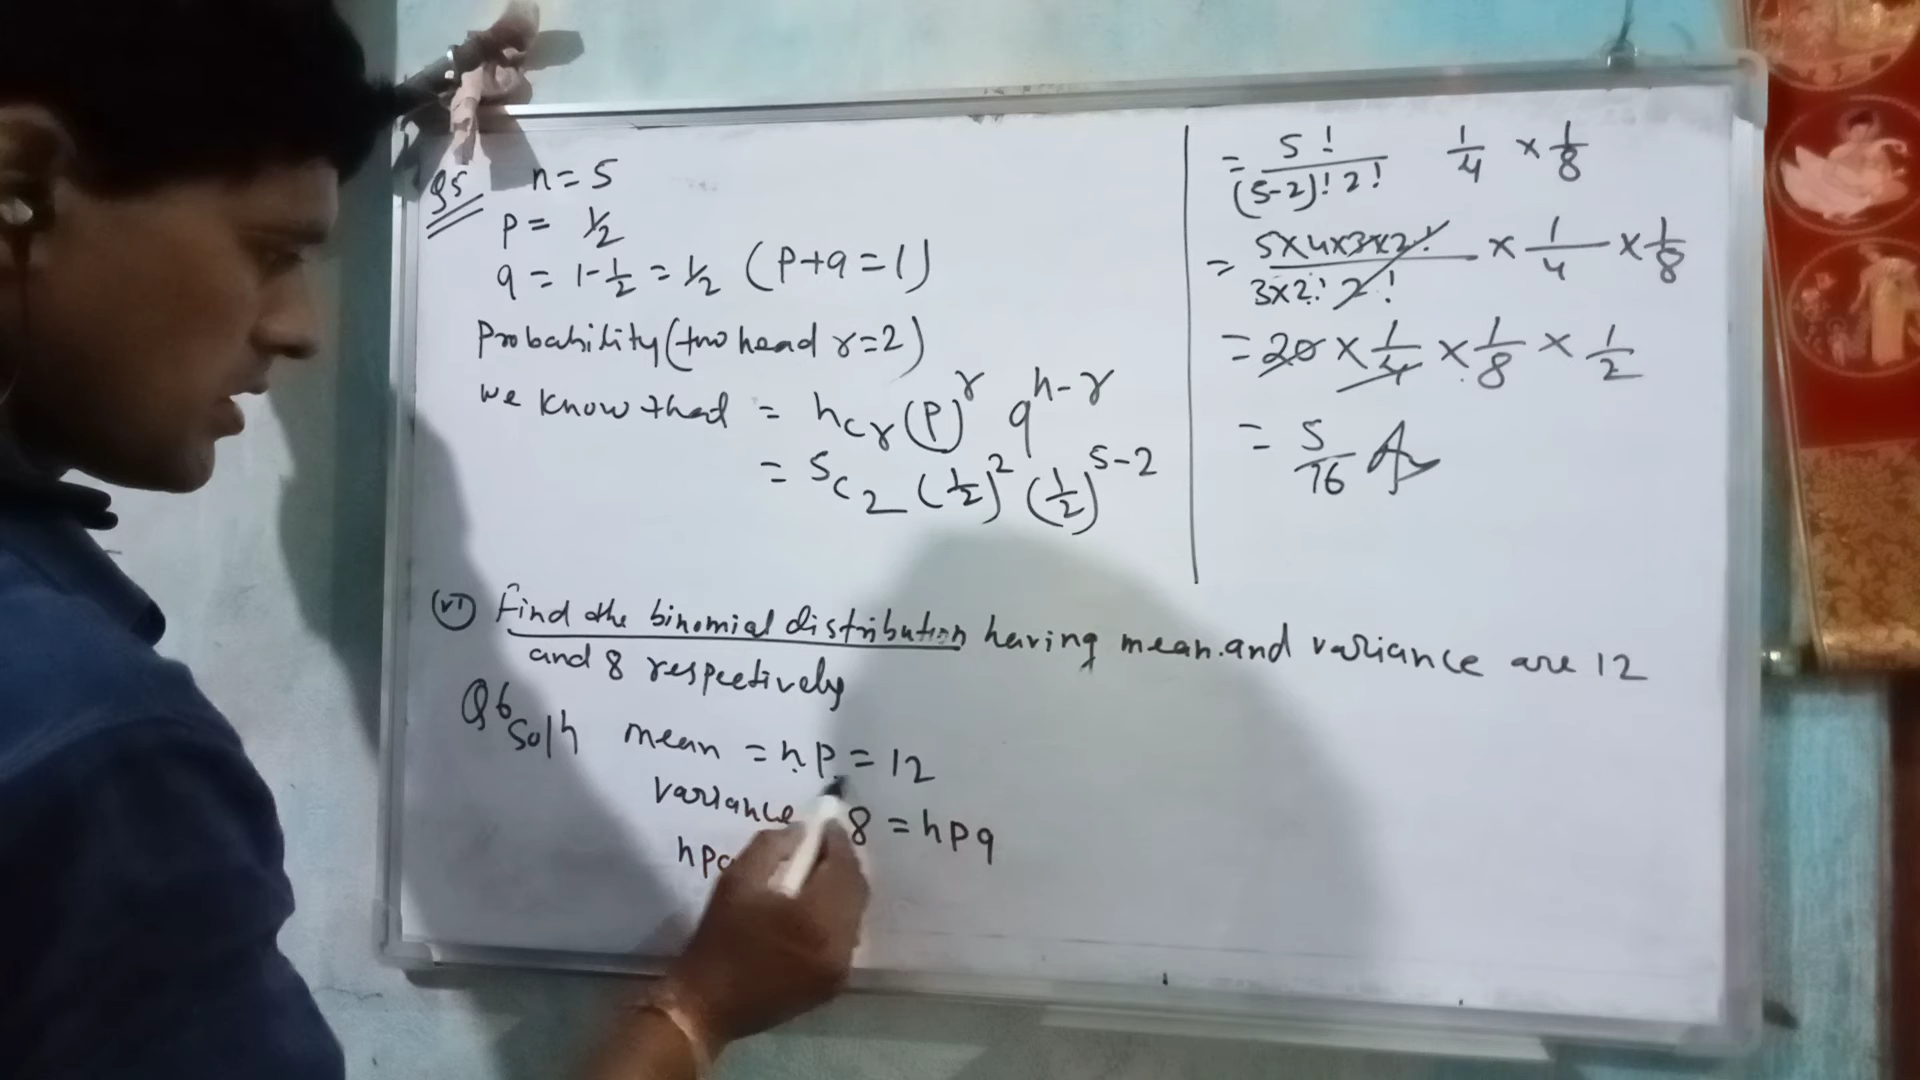 Q5 n=5
p= 1/2
q = 1-1/2 = 1/2 (p+q=1)
Probability (two head r=2)
we know that = ncr (p)^r q^n-r
= 5c2 (1/2)^2 (1/2)^5-2
= 5!/(5-2)! 2! 1/4 × 1/8
= 5×4×3×2!/3×2! 2! × 1/4 × 1/8
= 20 × 1/4 × 1/8 × 1/2
= 5/16 Ans
(vi) Find the binomial distribution having mean and variance are 12
and 8 respectively
Q6 Soln mean = np = 12
variance 8 = npq
npq